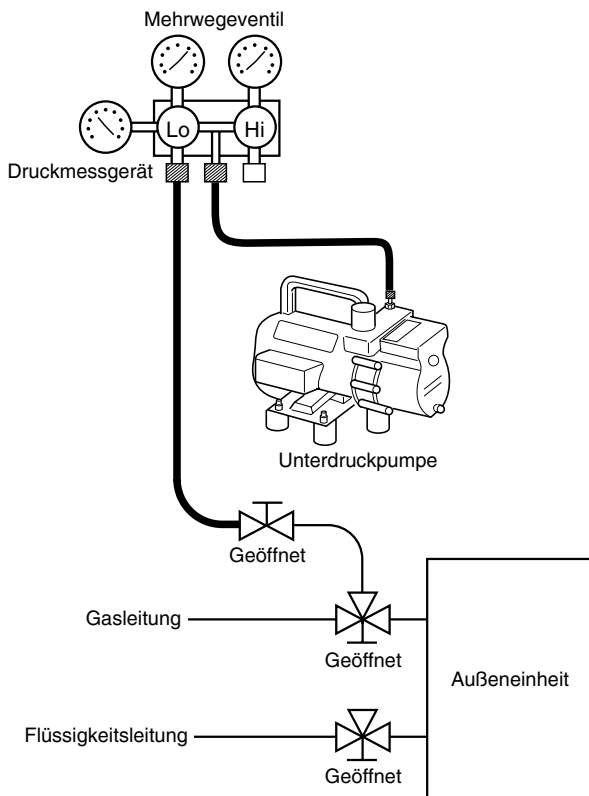 Mehrwegeventil
Lo
Hi
Druckmessgerät
Unterdruckpumpe
Geöffnet
Gasleitung
Geöffnet
Außeneinheit
Flüssigkeitsleitung
Geöffnet